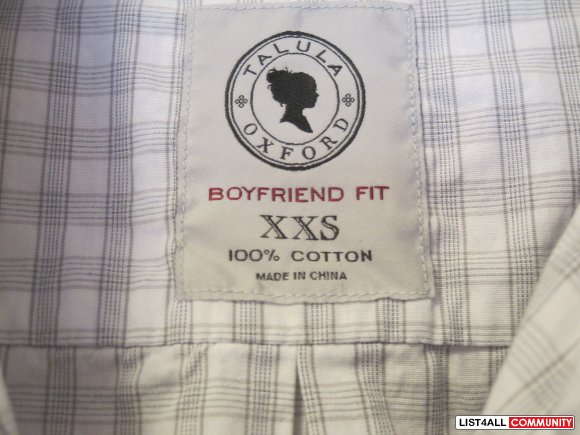 TALULA
OXFORD
BOYFRIEND FIT
XXS
100% COTTON
MADE IN CHINA
LIST4ALL COMMUNITY